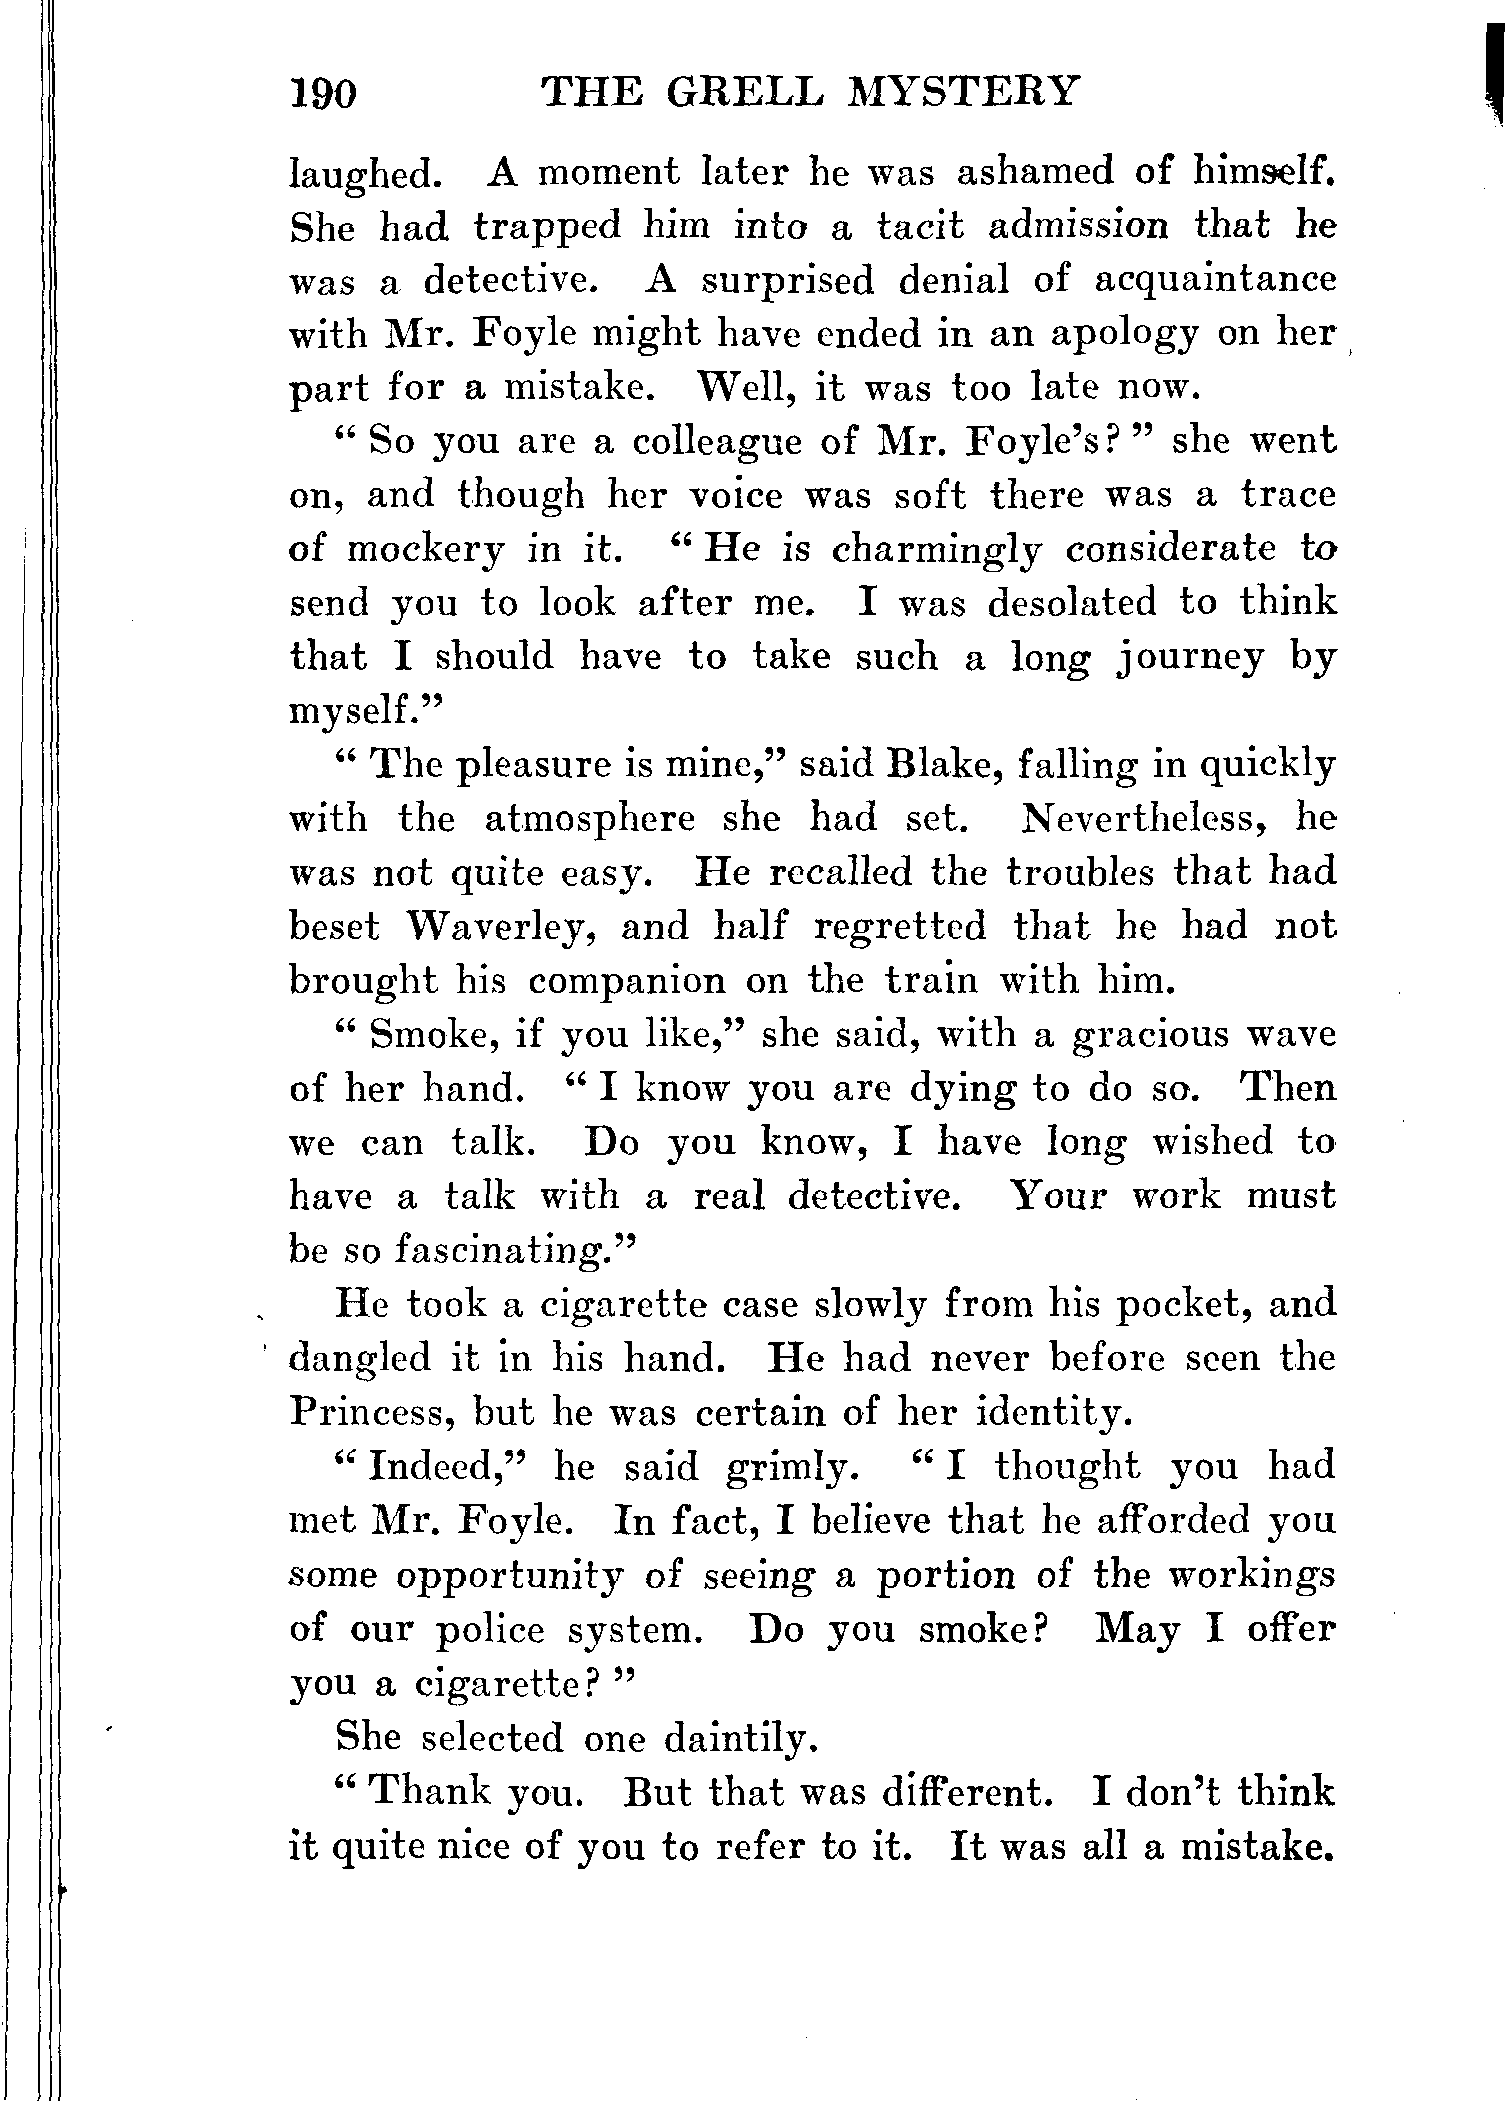 190 THE GRELL MYSTERY
laughed. A moment later he was ashamed of himself.
She had trapped him into a tacit admission that he
was a detective. A surprised denial of acquaintance
with Mr. Foyle might have ended in an apology on her
part for a mistake. Well, it was too late now.
“ So you are a colleague of Mr. Foyle’s? ” she went
on, and though her voice was soft there was a trace
of mockery in it. “ He is charmingly considerate to
send you to look after me. I was desolated to think
that I should have to take such a long journey by
myself.”
“ The pleasure is mine,” said Blake, falling in quickly
with the atmosphere she had set. Nevertheless, he
was not quite easy. He recalled the troubles that had
beset Waverley, and half regretted that he had not
brought his companion on the train with him.
“ Smoke, if you like,” she said, with a gracious wave
of her hand. “ I know you are dying to do so. Then
we can talk. Do you know, I have long wished to
have a talk with a real detective. Your work must
be so fascinating.”
He took a cigarette case slowly from his pocket, and
dangled it in his hand. He had never before seen the
Princess, but he was certain of her identity.
“ Indeed,” he said grimly. “ I thought you had
met Mr. Foyle. In fact, I believe that he afforded you
some opportunity of seeing a portion of the workings
of our police system. Do you smoke? May I offer
you a cigarette? ”
She selected one daintily.
“ Thank you. But that was different. I don’t think
it quite nice of you to refer to it. It was all a mistake.